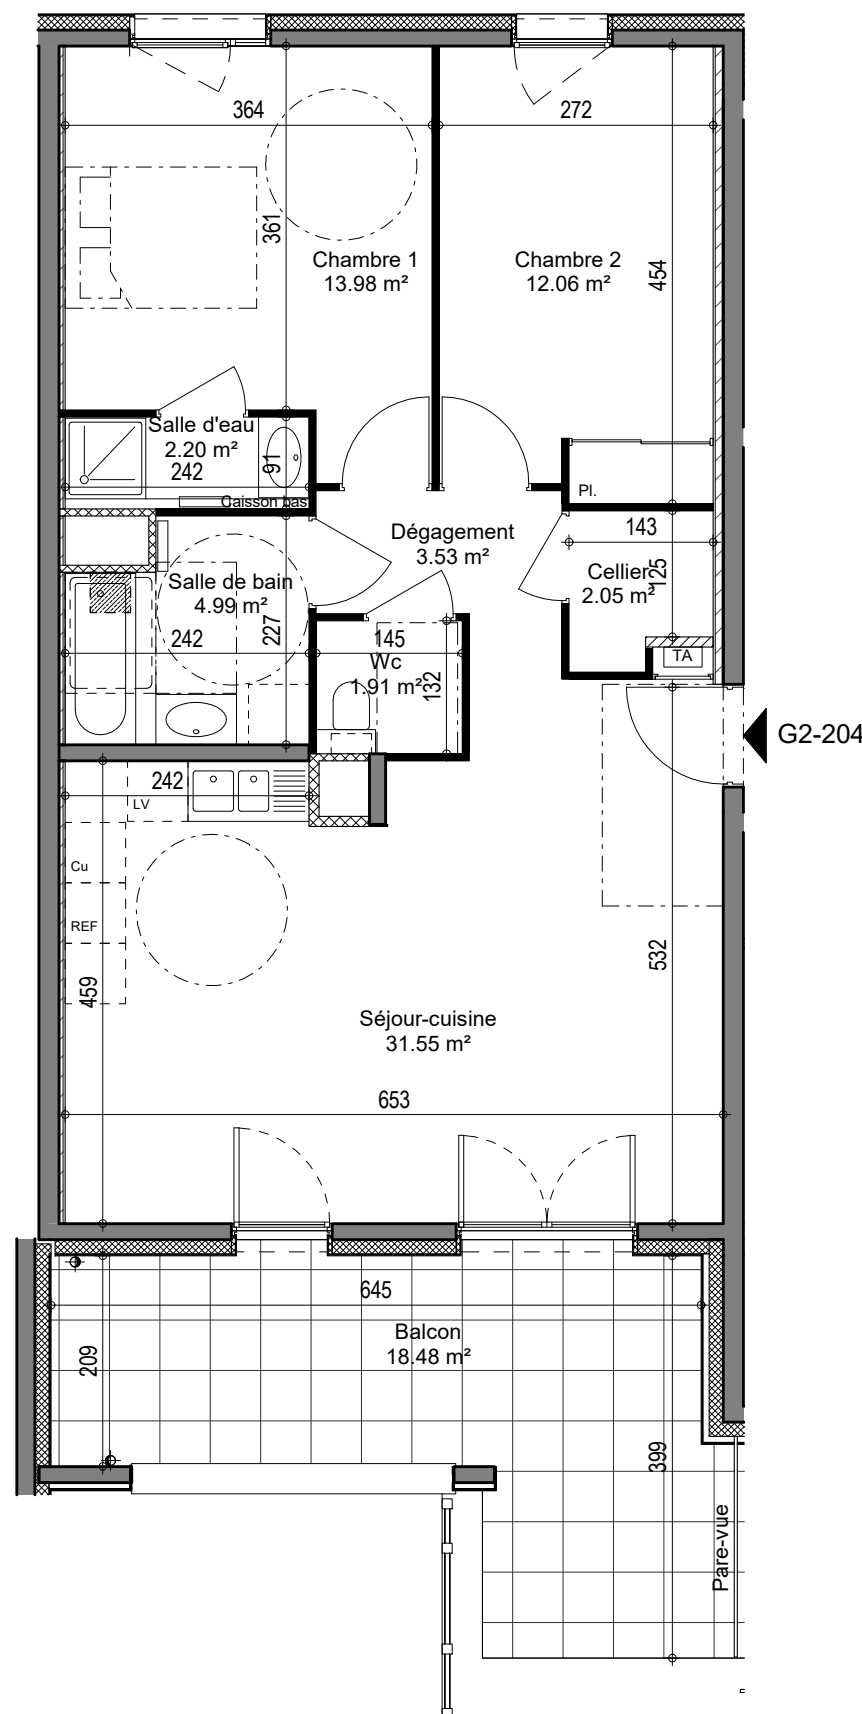 364
272
361
Chambre 1
13.98 m²
Chambre 2
12.06 m²
454
Salle d'eau
2.20 m²
242
91
Caisson bas
Pl.
Dégagement
3.53 m²
143
125
Cellier
2.05 m²
Salle de bain
4.99 m²
242
227
145
Wc
1.91 m²
132
TA
G2-204
242
LV
Cu
REF
459
532
Séjour-cuisine
31.55 m²
653
645
Balcon
18.48 m²
209
399
Pare-vue